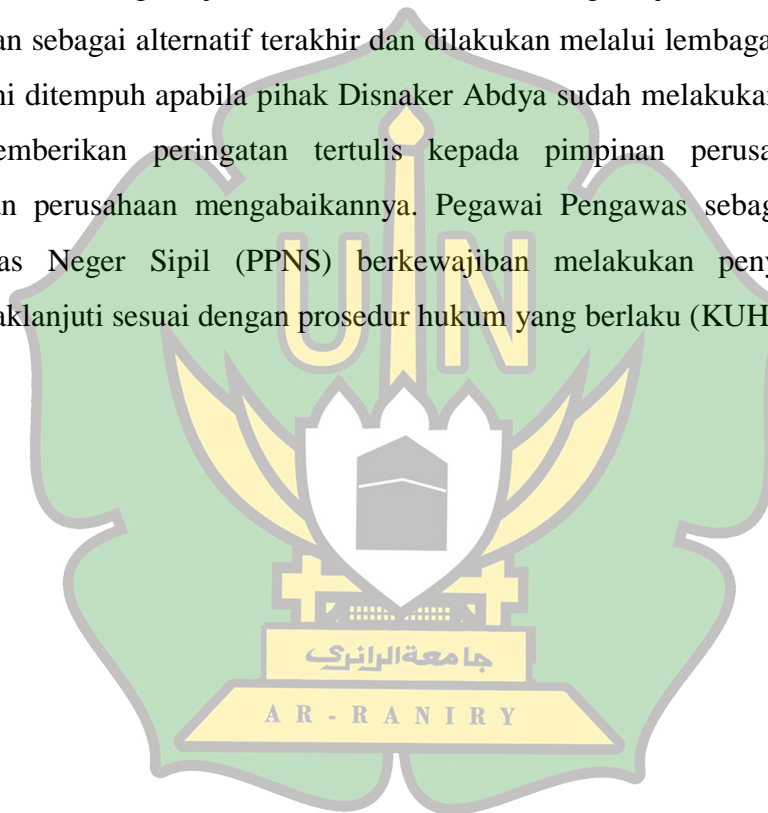 an sebagai alternatif terakhir dan dilakukan melalui lembaga
ni ditempuh apabila pihak Disnaker Abdya sudah melakukan
emberikan peringatan tertulis kepada pimpinan perusa
n perusahaan mengabaikannya. Pegawai Pengawas sebag
as Neger Sipil (PPNS) berkewajiban melakukan peny
aklanjuti sesuai dengan prosedur hukum yang berlaku (KUH
UIN
جامعة الرانري
AR-RANIRY